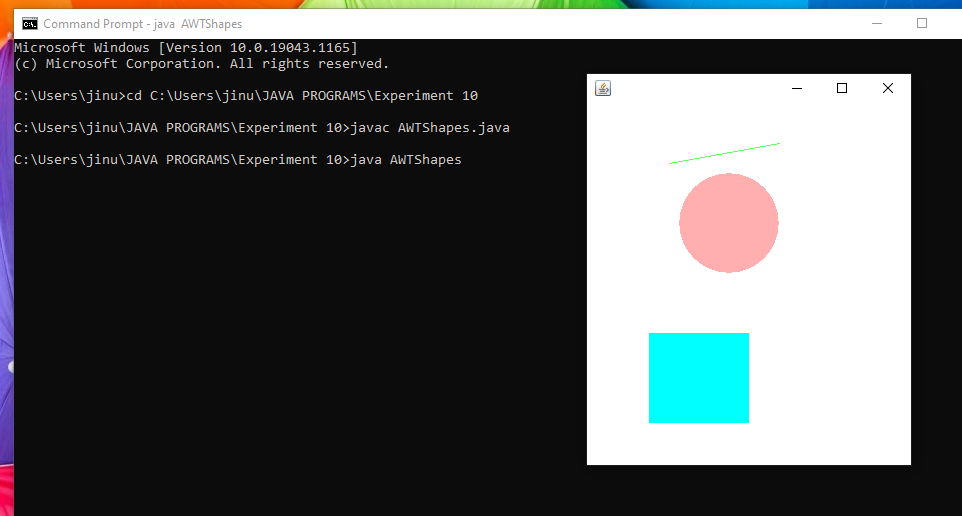 Command Prompt - java  AWTShapes
Microsoft Windows [Version 10.0.19043.1165]
(c) Microsoft Corporation. All rights reserved.
C:\Users\jinu>cd C:\Users\jinu\JAVA PROGRAMS\Experiment 10
C:\Users\jinu\JAVA PROGRAMS\Experiment 10>javac AWTShapes.java
C:\Users\jinu\JAVA PROGRAMS\Experiment 10>java AWTShapes